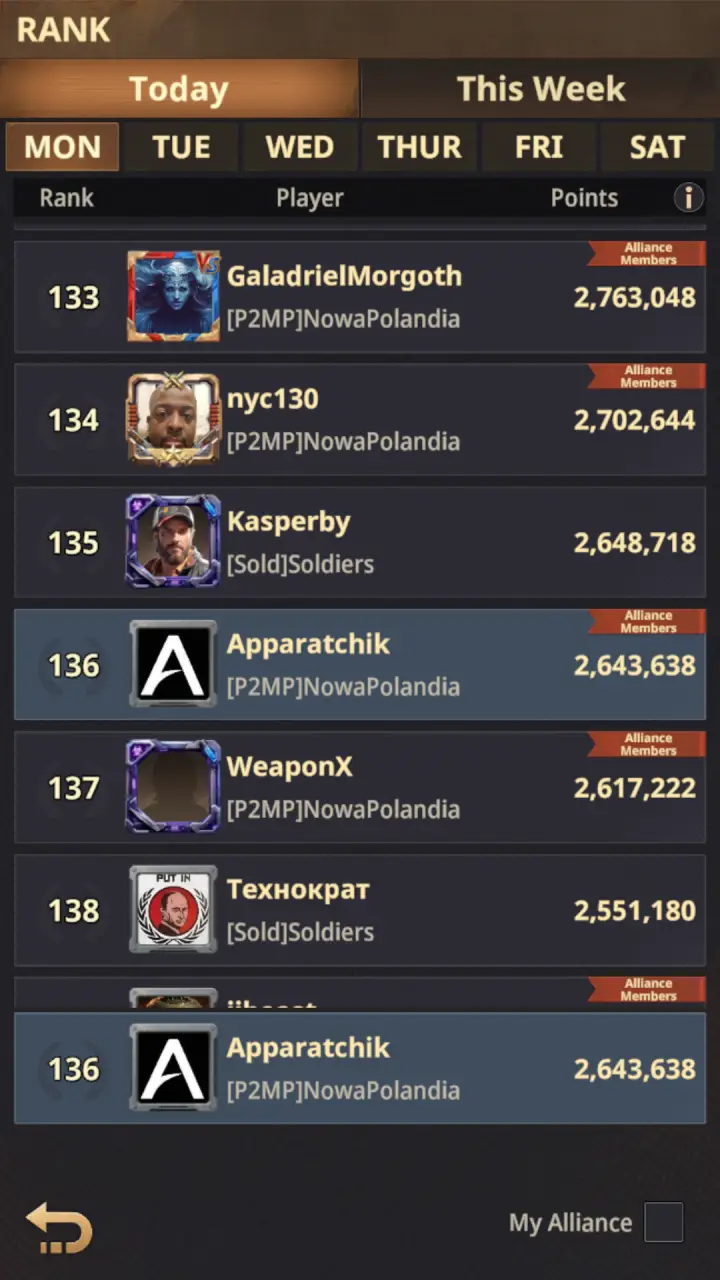 RANK
Today
This Week
MON
TUE
WED
THUR
FRI
SAT
Rank
Player
Points
i
Alliance
Members
133
VS
GaladrielMorgoth
[P2MP]NowaPolandia
2,763,048
Alliance
Members
134
nyc130
[P2MP]NowaPolandia
2,702,644
135
Kasperby
[Sold]Soldiers
2,648,718
Alliance
Members
136
A
Apparatchik
[P2MP]NowaPolandia
2,643,638
Alliance
Members
137
WeaponX
[P2MP]NowaPolandia
2,617,222
138
PUT IN
Технократ
[Sold]Soldiers
2,551,180
Alliance
Members
136
A
Apparatchik
[P2MP]NowaPolandia
2,643,638
My Alliance